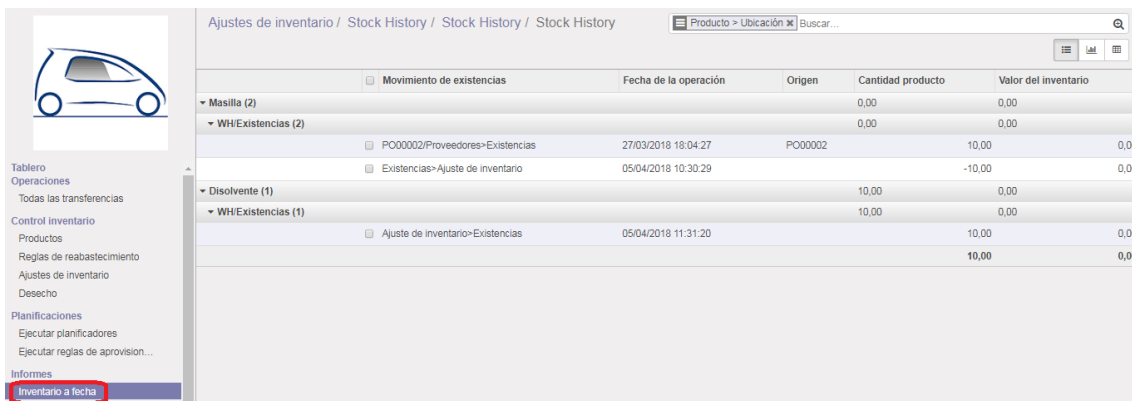 Ajustes de inventario / Stock History / Stock History / Stock History
Producto > Ubicación Buscar...
Movimiento de existencias Fecha de la operación Origen Cantidad producto Valor del inventario
Masilla (2) 0,00 0,00
WH/Existencias (2) 0,00 0,00
PO00002/Proveedores>Existencias 27/03/2018 18:04:27 PO00002 10,00 0,0
Existencias>Ajuste de inventario 05/04/2018 10:30:29 -10,00 0,0
Disolvente (1) 10,00 0,00
WH/Existencias (1) 10,00 0,00
Ajuste de inventario>Existencias 05/04/2018 11:31:20 10,00 0,0
10,00 0,0
Tablero
Operaciones
Todas las transferencias
Control inventario
Productos
Reglas de reabastecimiento
Ajustes de inventario
Desecho
Planificaciones
Ejecutar planificadores
Ejecutar reglas de aprovision...
Informes
Inventario a fecha